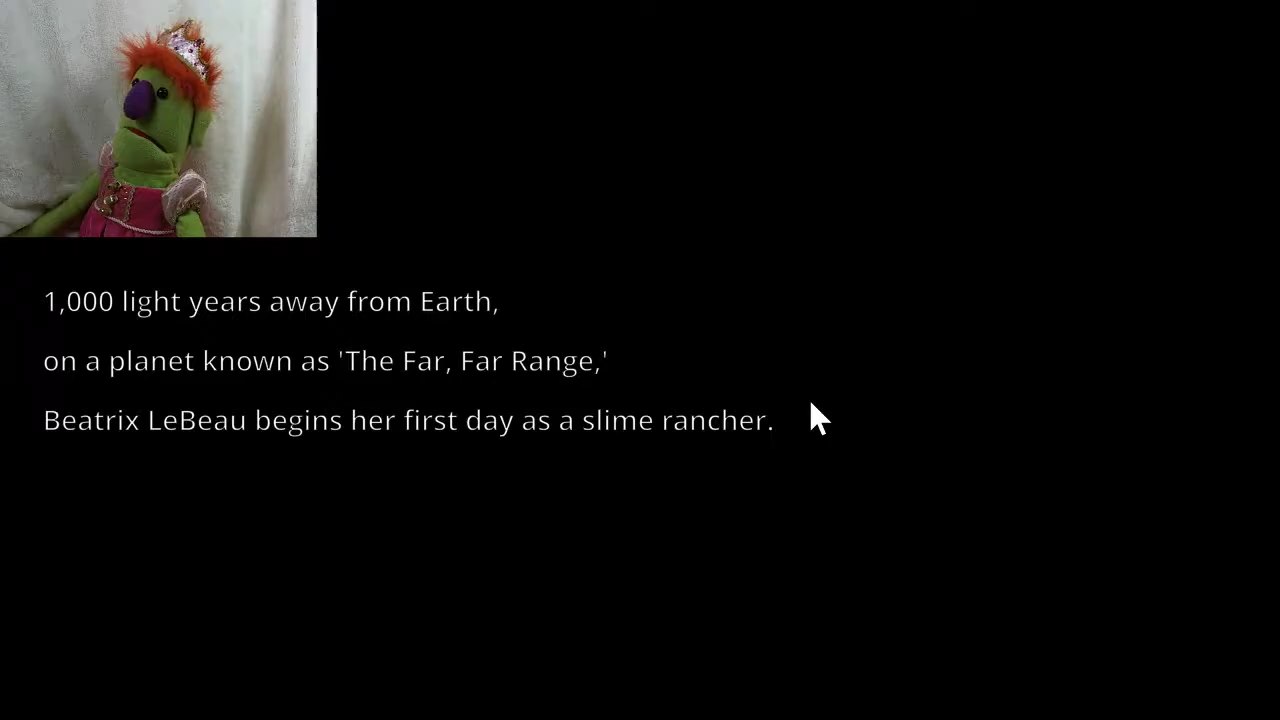 1,000 light years away from Earth,
on a planet known as 'The Far, Far Range,'
Beatrix LeBeau begins her first day as a slime rancher.